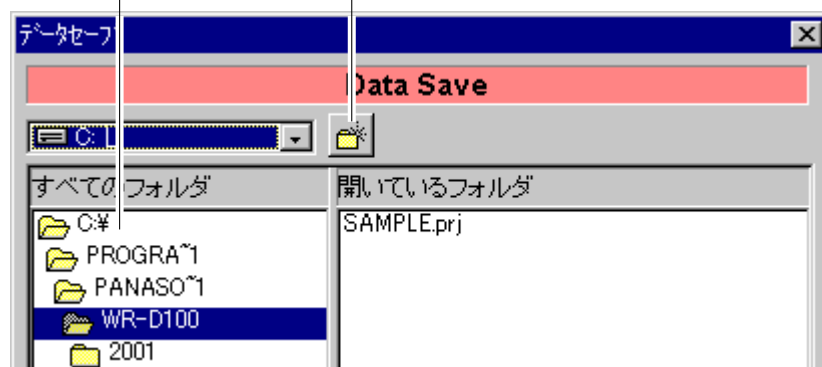 データセーブ
Data Save
C: [
すべてのフォルダ
開いているフォルダ
C:¥
SAMPLE.prj
PROGRA~1
PANASO~1
WR-D100
2001